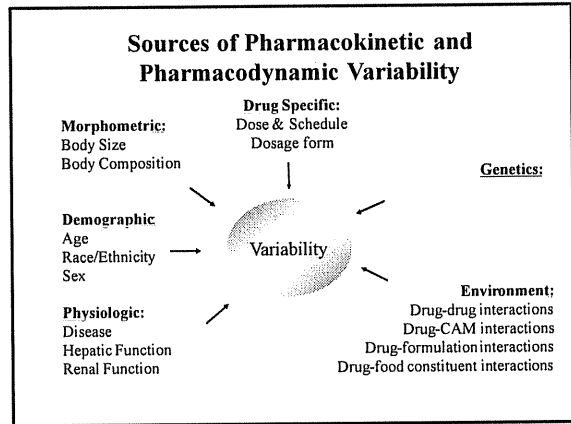 Sources of Pharmacokinetic and
Pharmacodynamic Variability
Drug Specific:
Dose & Schedule
Dosage form
Morphometric:
Body Size
Body Composition
Genetics:
Demographic
Age
Race/Ethnicity
Sex
Variability
Physiologic:
Disease
Hepatic Function
Renal Function
Environment:
Drug-drug interactions
Drug-CAM interactions
Drug-formulation interactions
Drug-food constituent interactions